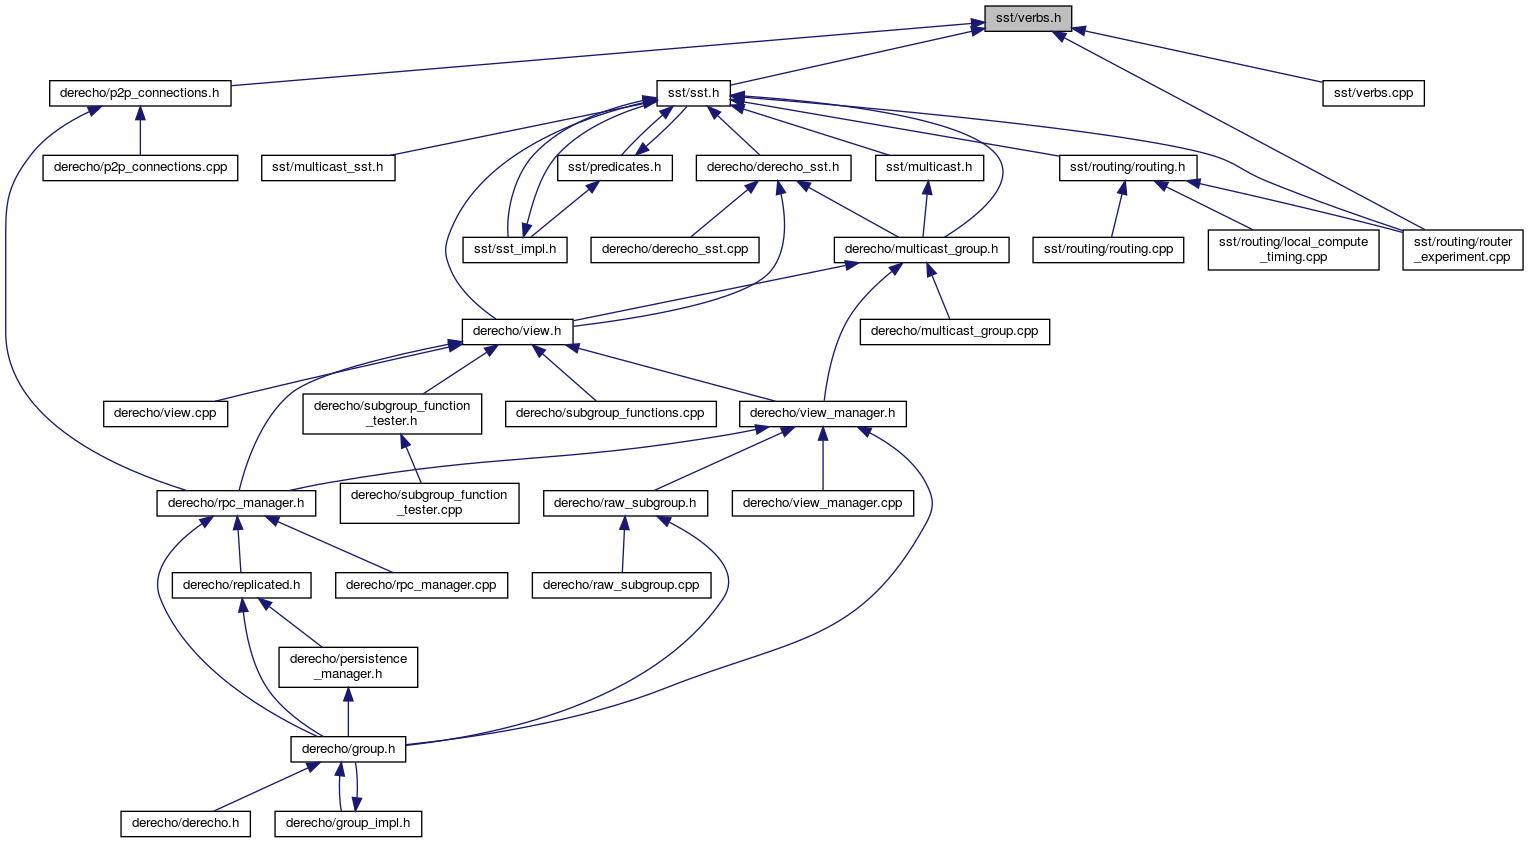 sst/verbs.h
derecho/p2p_connections.h
sst/sst.h
sst/verbs.cpp
derecho/p2p_connections.cpp
sst/multicast_sst.h
sst/predicates.h
derecho/derecho_sst.h
sst/multicast.h
sst/routing/routing.h
sst/sst_impl.h
derecho/derecho_sst.cpp
derecho/multicast_group.h
sst/routing/routing.cpp
sst/routing/local_compute
_timing.cpp
sst/routing/router
_experiment.cpp
derecho/view.h
derecho/multicast_group.cpp
derecho/view.cpp
derecho/subgroup_function
_tester.h
derecho/subgroup_functions.cpp
derecho/view_manager.h
derecho/rpc_manager.h
derecho/subgroup_function
_tester.cpp
derecho/raw_subgroup.h
derecho/view_manager.cpp
derecho/replicated.h
derecho/rpc_manager.cpp
derecho/raw_subgroup.cpp
derecho/persistence
_manager.h
derecho/group.h
derecho/derecho.h
derecho/group_impl.h